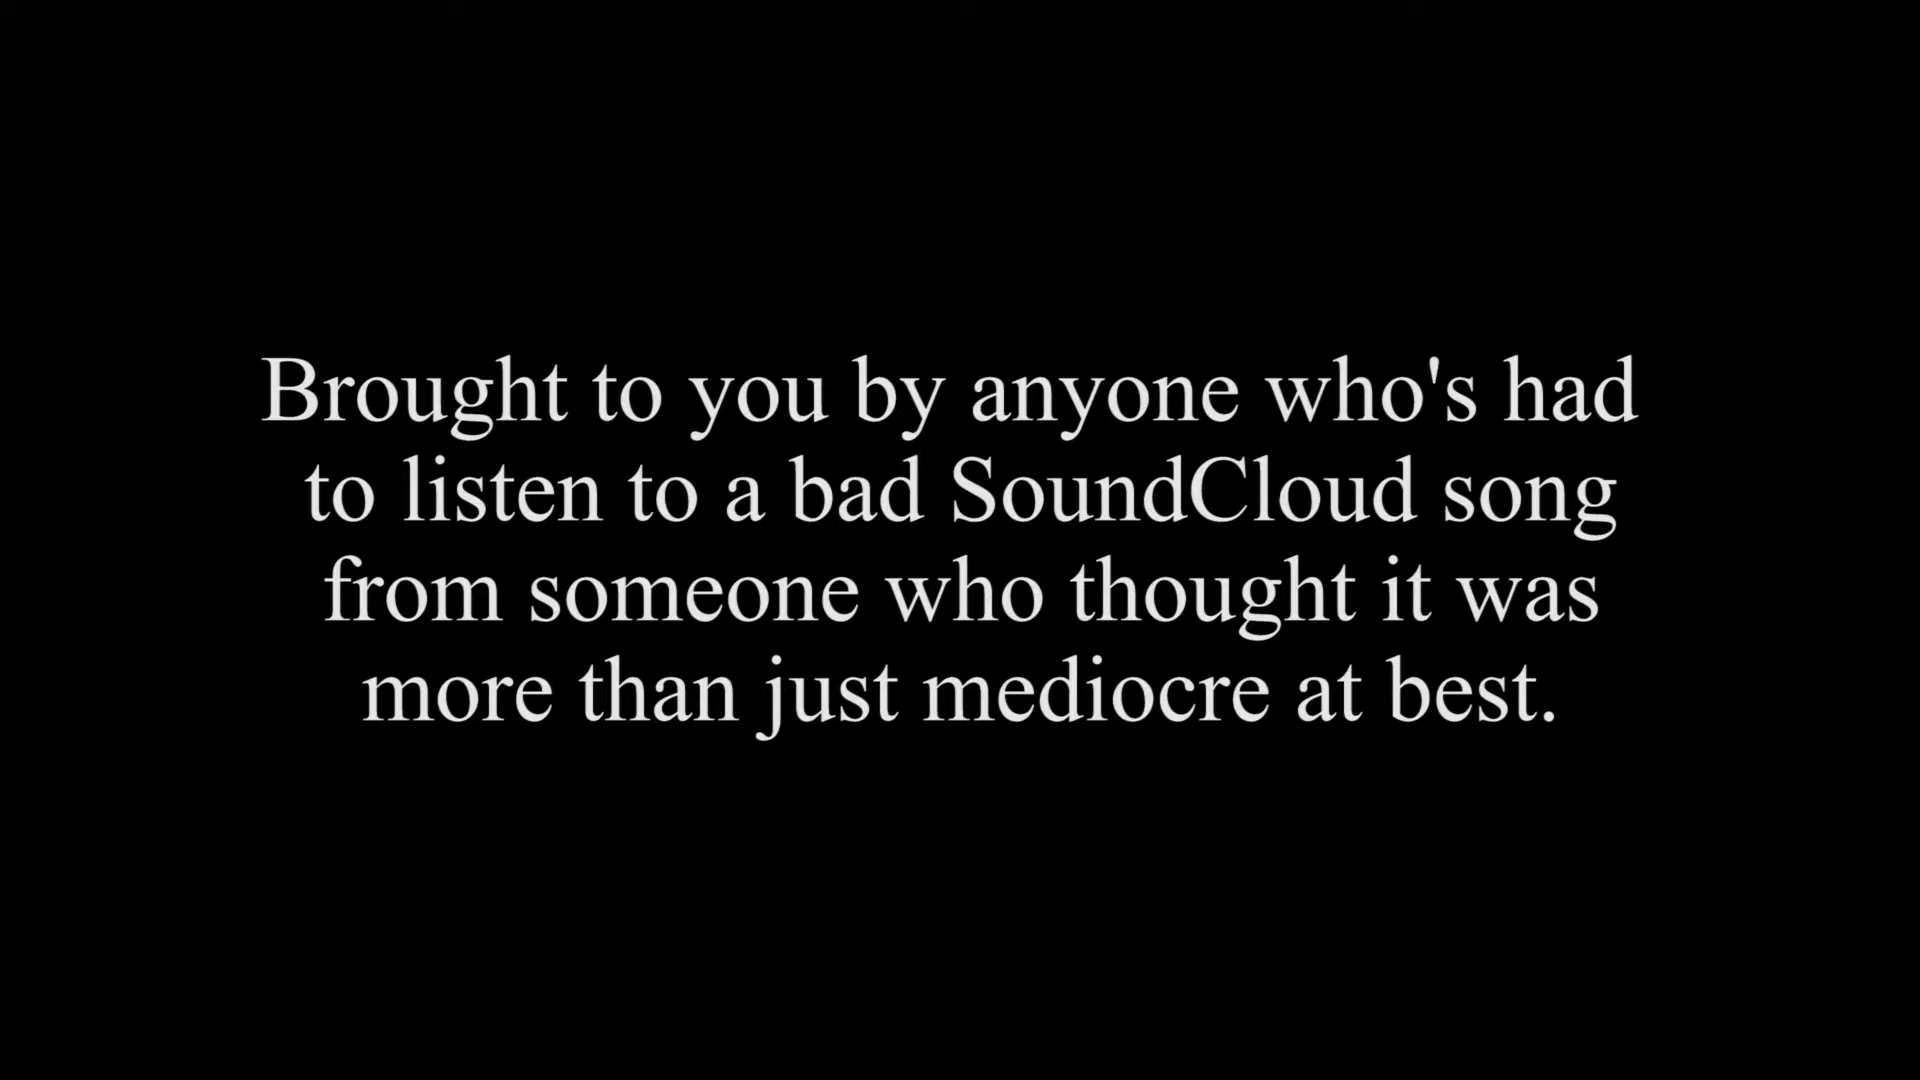 Brought to you by anyone who's had
to listen to a bad SoundCloud song
from someone who thought it was
more than just mediocre at best.